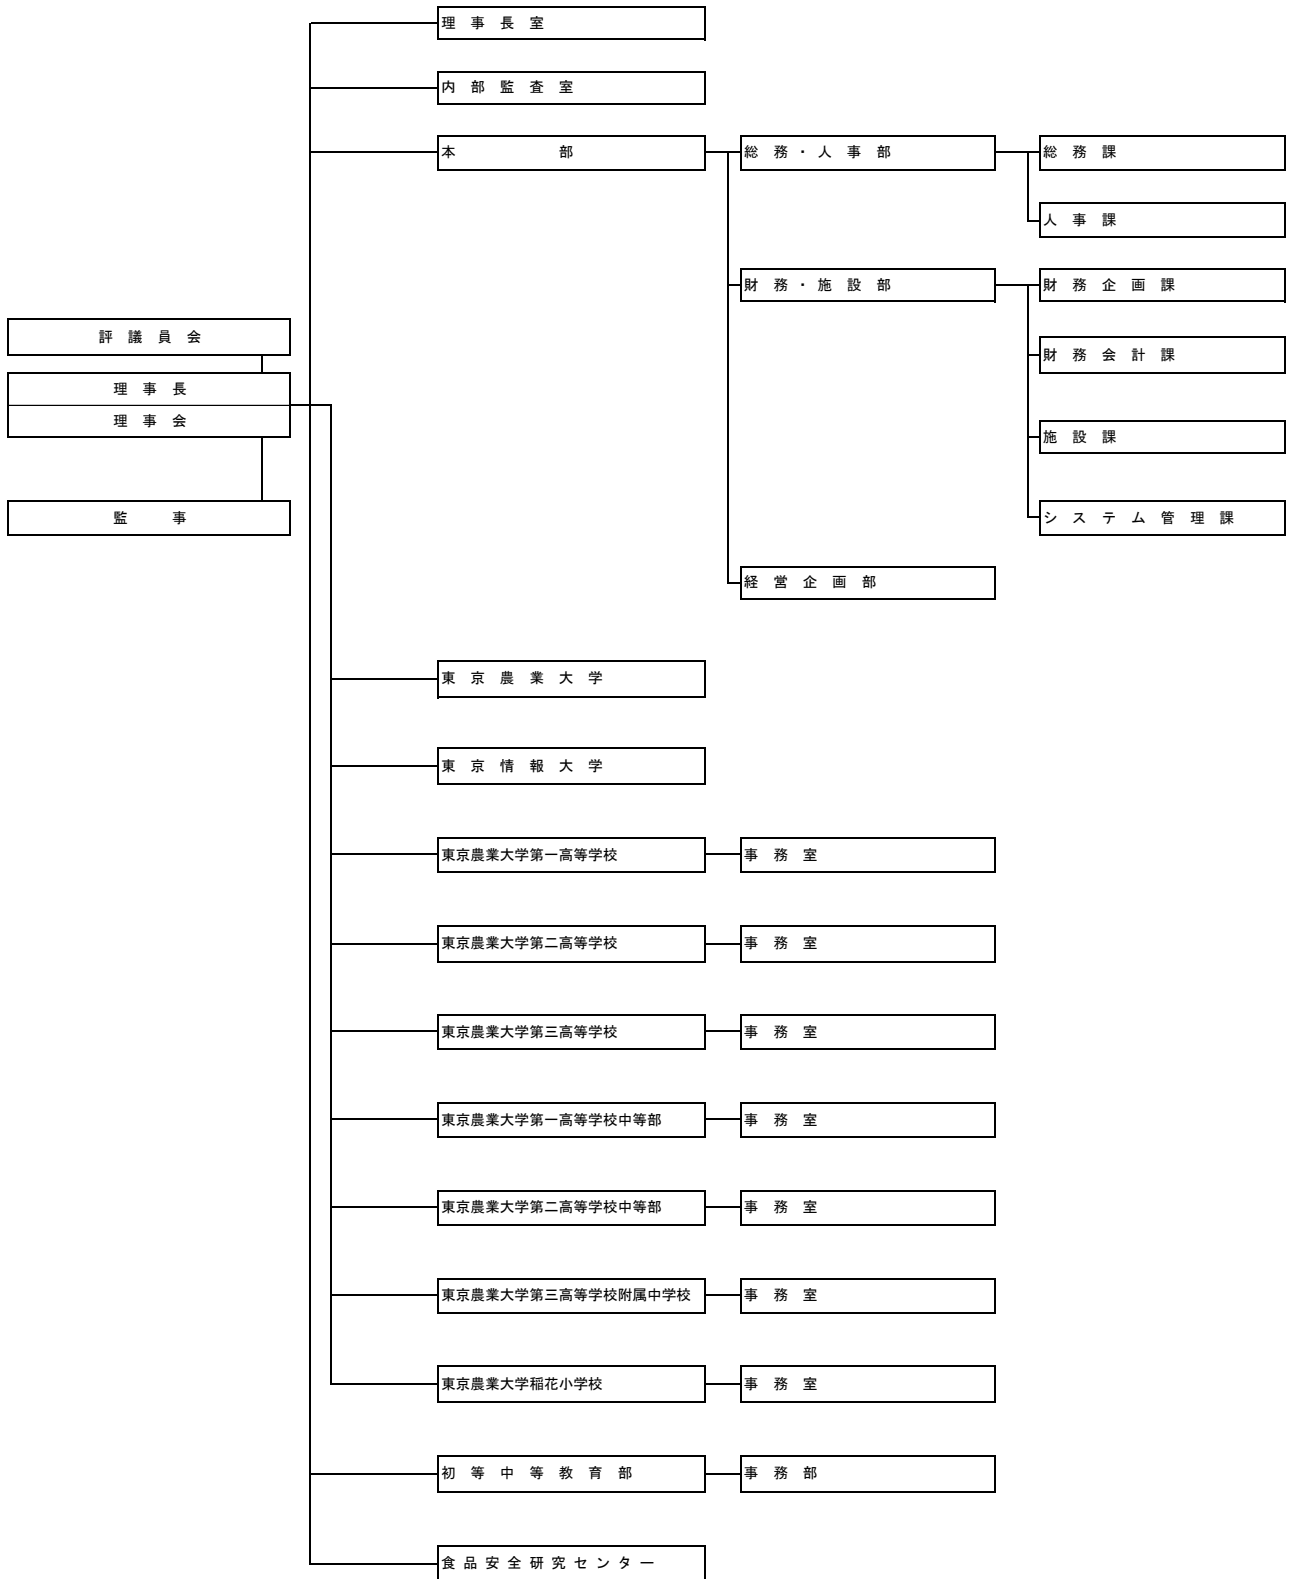 理事長室
内部監査室
本部
総務・人事部
総務課
人事課
財務・施設部
財務企画課
評議員会
財務会計課
理事長
理事会
施設課
監事
システム管理課
経営企画部
東京農業大学
東京情報大学
東京農業大学第一高等学校
事務室
東京農業大学第二高等学校
事務室
東京農業大学第三高等学校
事務室
東京農業大学第一高等学校中等部
事務室
東京農業大学第二高等学校中等部
事務室
東京農業大学第三高等学校附属中学校
事務室
東京農業大学稲花小学校
事務室
初等中等教育部
事務部
食品安全研究センター